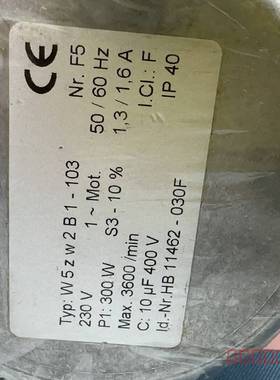 CE
Typ: W 5 z w 2 B 1 - 103 Nr. F5
230 V 1 ~ Mot. 50 / 60 Hz
P1: 300 W S3 - 10 % 1,3 / 1,6 A
Max. 3600 /min I.Cl.: F
C: 10 µF 400 V IP 40
Id.-Nr.HB 11462 - 030F